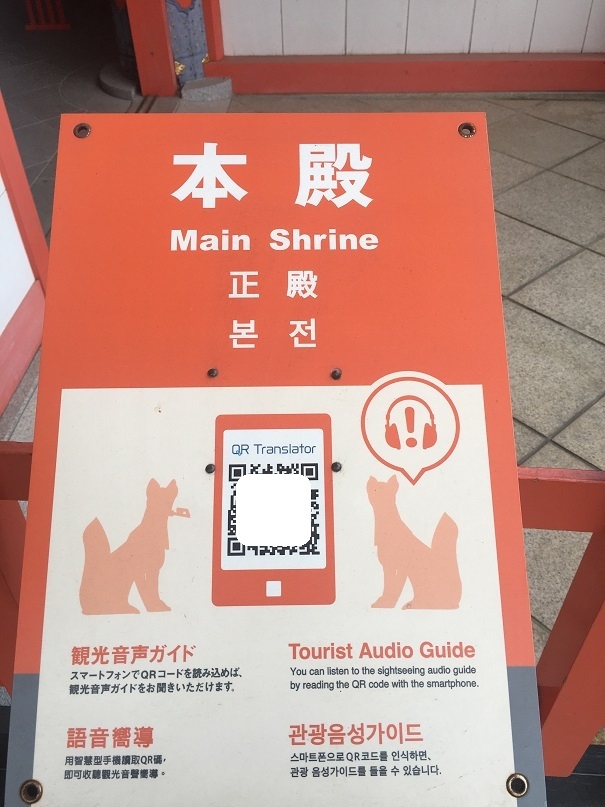 本殿
Main Shrine
正殿
본전
QR Translator
観光音声ガイド
スマートフォンでQRコードを読み込めば、
観光音声ガイドをお聞きいただけます。
Tourist Audio Guide
You can listen to the sightseeing audio guide
by reading the QR code with the smartphone.
語音嚮導
用智慧型手機讀取QR碼，
即可收聽觀光音聲嚮導。
관광음성가이드
스마트폰으로 QR코드를 인식하면,
관광 음성가이드를 들을 수 있습니다.